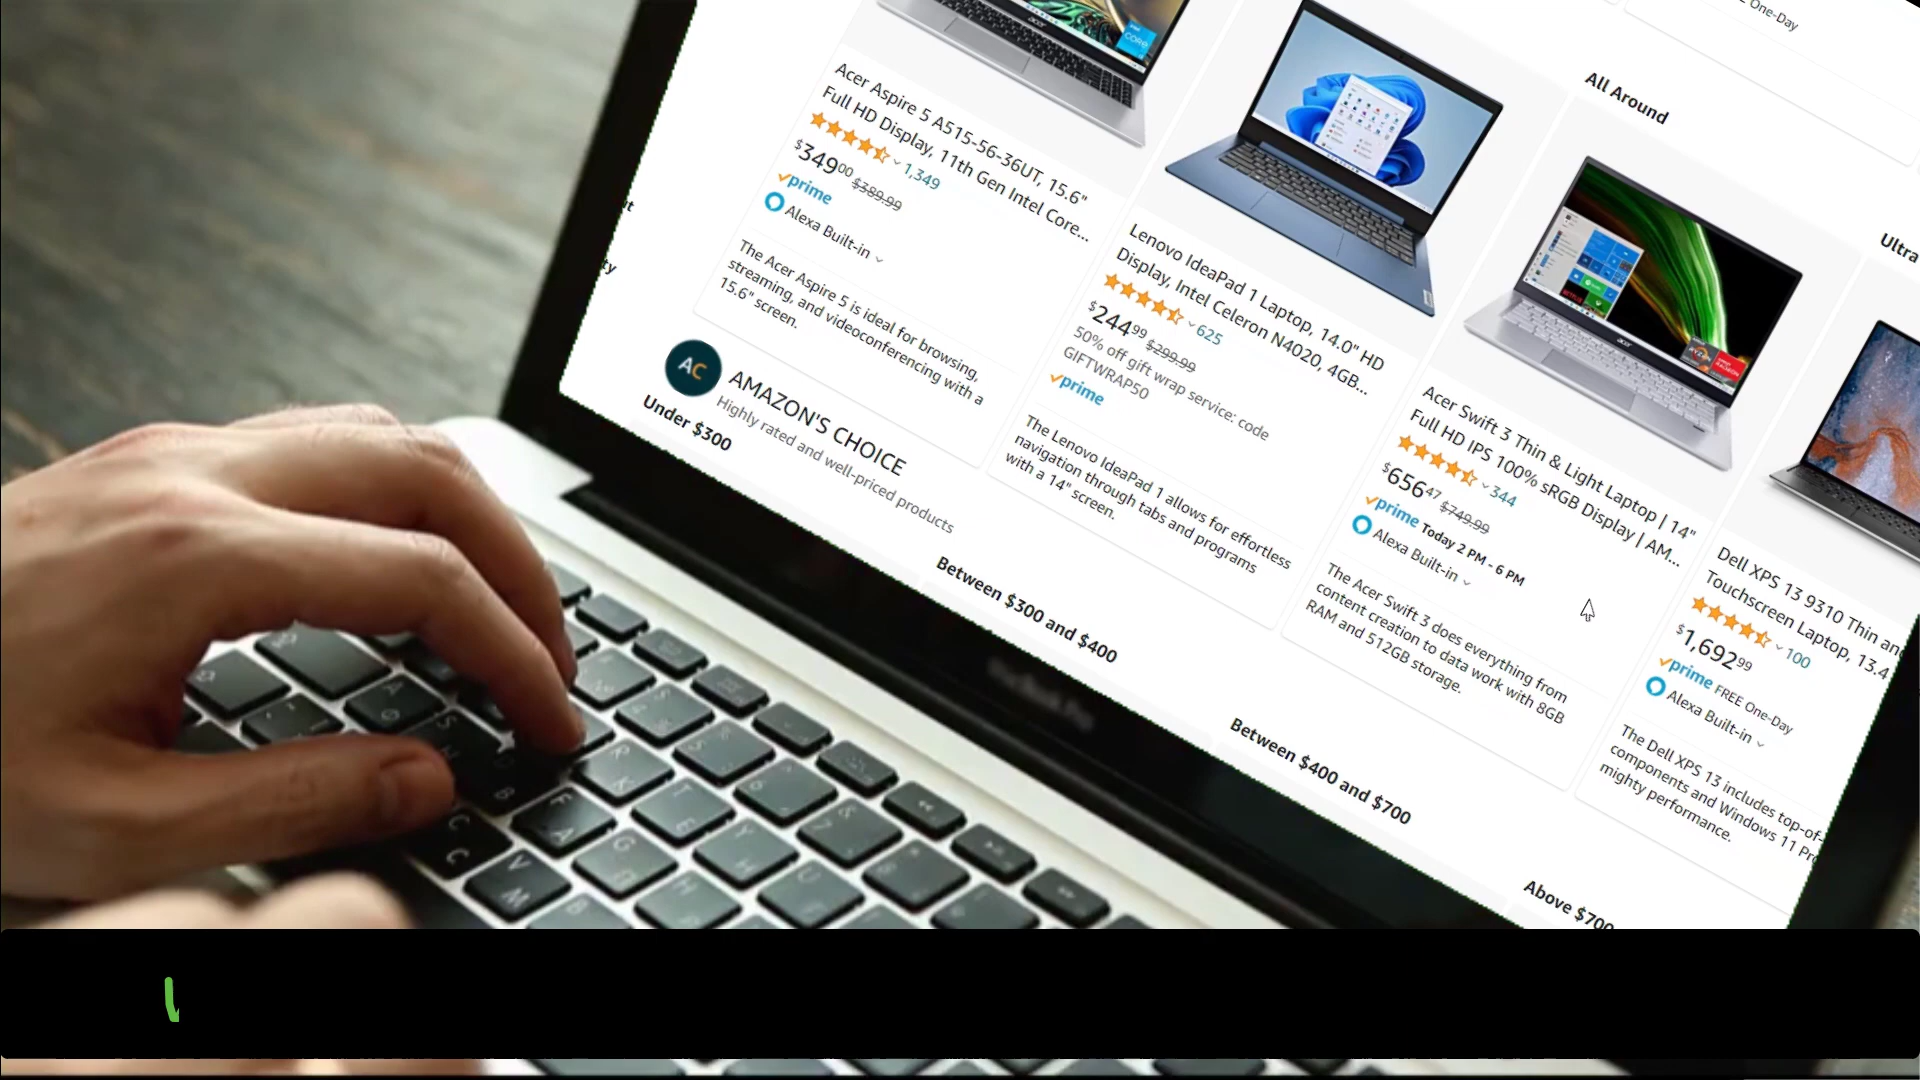 E One-Day
All Around
Ultra
Acer Aspire 5 A515-56-36UT, 15.6"
Full HD Display, 11th Gen Intel Core...
1,349
$349.00 $389.99
prime
Alexa Built-in
The Acer Aspire 5 is ideal for browsing,
streaming, and videoconferencing with a
15.6" screen.
Lenovo IdeaPad 1 Laptop, 14.0" HD
Display, Intel Celeron N4020, 4GB...
625
$244.99 $299.99
50% off gift wrap service: code
GIFTWRAP50
prime
The Lenovo IdeaPad 1 allows for effortless
navigation through tabs and programs
with a 14" screen.
Acer Swift 3 Thin & Light Laptop | 14"
Full HD IPS 100% sRGB Display | AM...
344
$656.47 $749.99
prime Today 2 PM - 6 PM
Alexa Built-in
The Acer Swift 3 does everything from
content creation to data work with 8GB
RAM and 512GB storage.
Dell XPS 13 9310 Thin and
Touchscreen Laptop, 13.4
100
$1,692.99
prime FREE One-Day
Alexa Built-in
The Dell XPS 13 includes top-of-
components and Windows 11 Pro
mighty performance.
AC AMAZON'S CHOICE
Highly rated and well-priced products
Under $300
Between $300 and $400
Between $400 and $700
Above $700